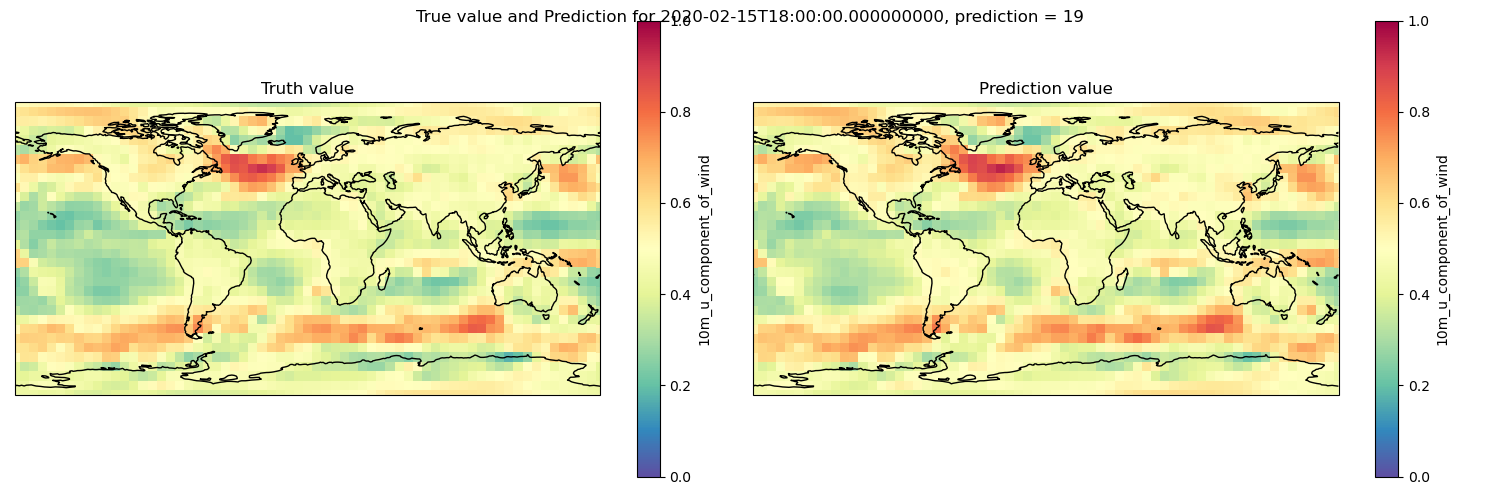 True value and Prediction for 2020-02-15T18:00:00.000000000, prediction = 19
Truth value
1.0
0.8
0.6
0.4
0.2
0.0
10m_u_component_of_wind
Prediction value
1.0
0.8
0.6
0.4
0.2
0.0
10m_u_component_of_wind